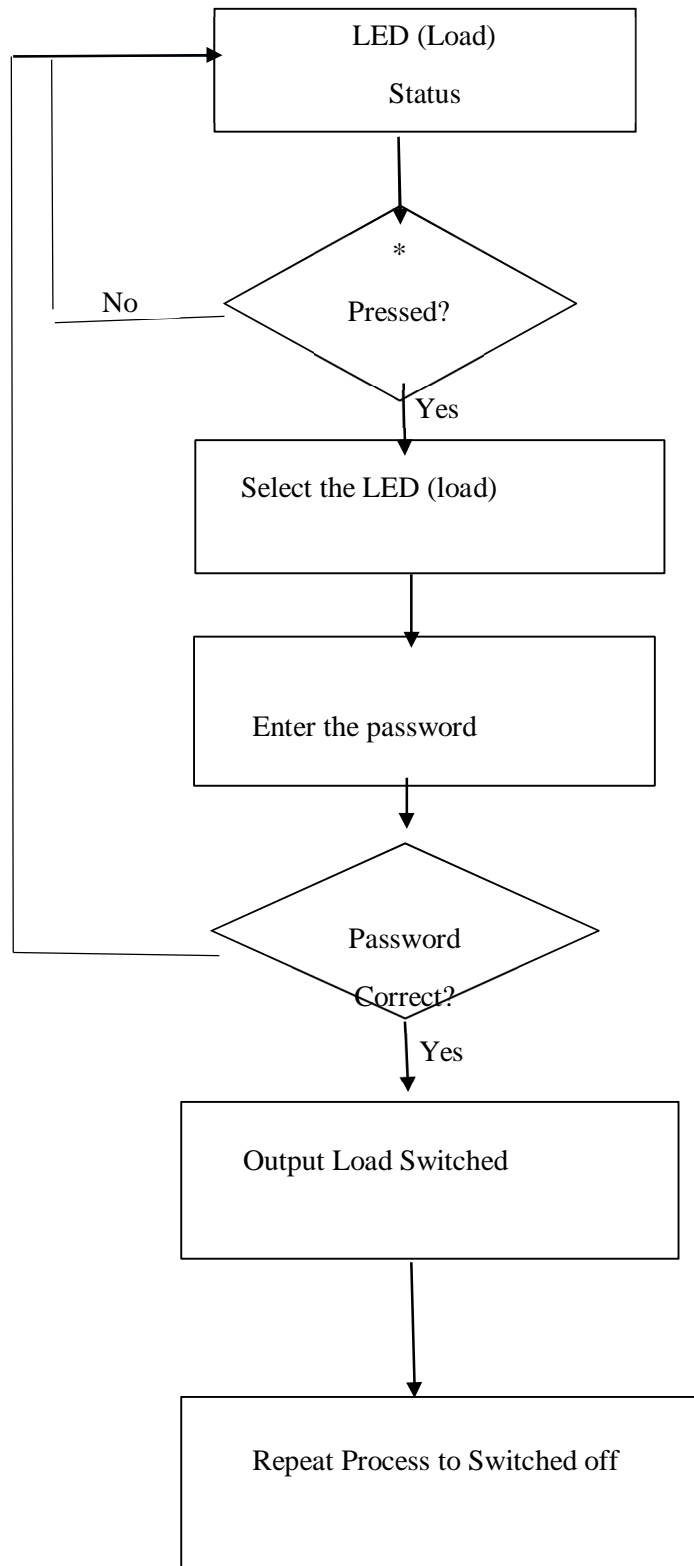 LED (Load)
Status
*
Pressed?
No
Yes
Select the LED (load)
Enter the password
Password
Correct?
Yes
Output Load Switched
Repeat Process to Switched off